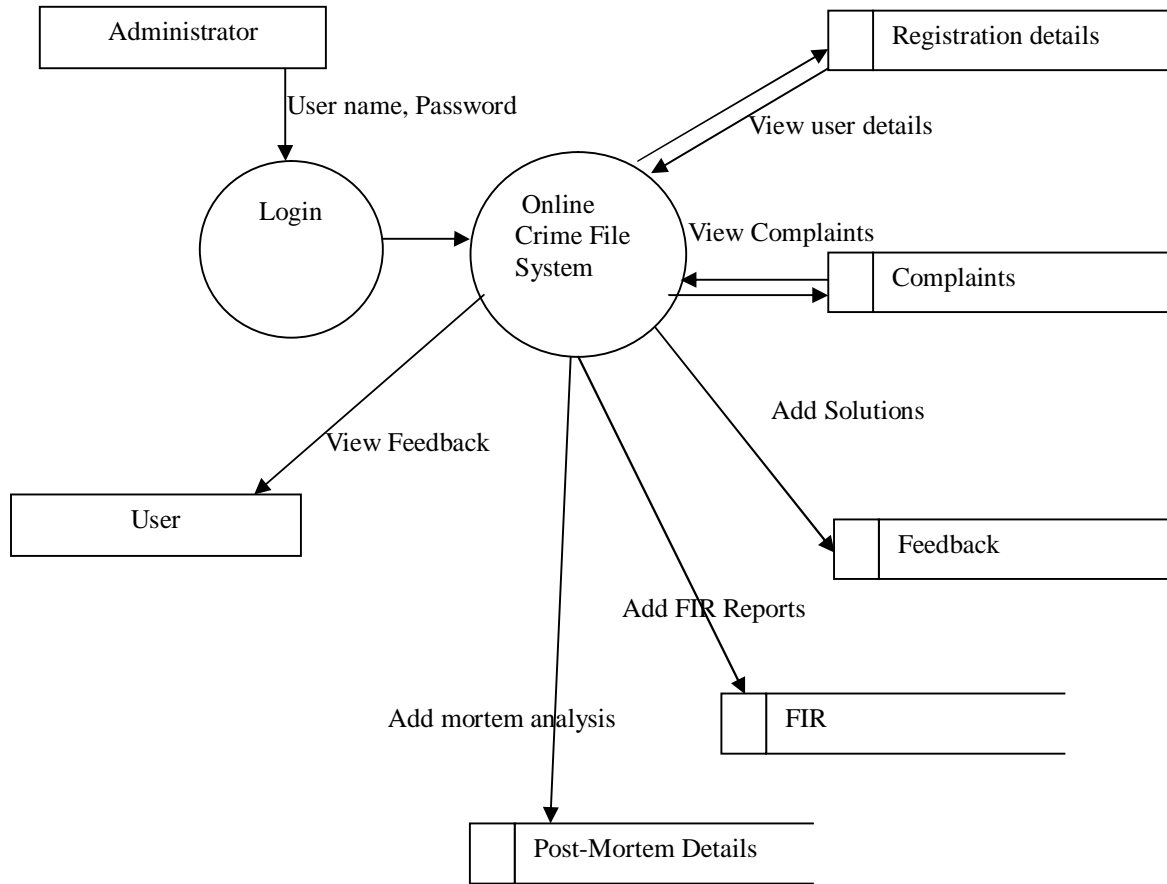 Administrator
Registration details
User name, Password
View user details
Login
Online
Crime File
System
View Complaints
Complaints
Add Solutions
View Feedback
User
Feedback
Add FIR Reports
Add mortem analysis
FIR
Post-Mortem Details